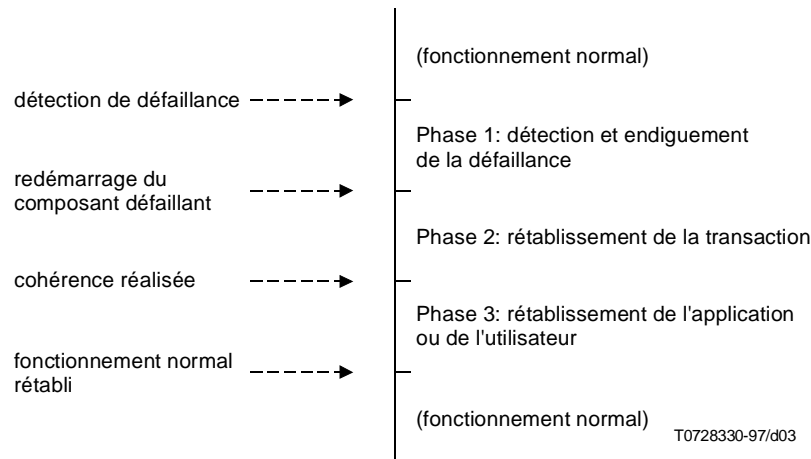 (fonctionnement normal)
détection de défaillance
Phase 1: détection et endiguement
de la défaillance
redémarrage du
composant défaillant
Phase 2: rétablissement de la transaction
cohérence réalisée
Phase 3: rétablissement de l'application
ou de l'utilisateur
fonctionnement normal
rétabli
(fonctionnement normal)
T0728330-97/d03